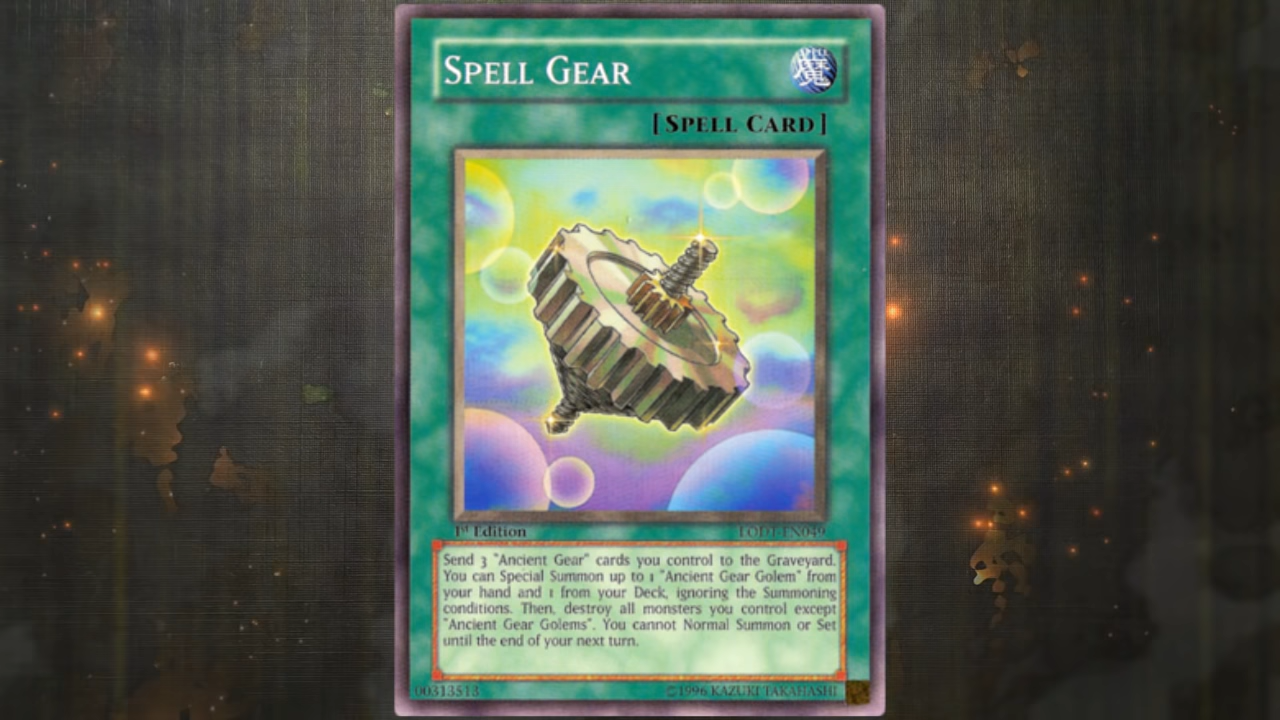 SPELL GEAR
魔
[ SPELL CARD ]
1st Edition
LODT-EN049
Send 3 "Ancient Gear" cards you control to the Graveyard.
You can Special Summon up to 1 "Ancient Gear Golem" from
your hand and 1 from your Deck, ignoring the Summoning
conditions. Then, destroy all monsters you control except
"Ancient Gear Golems". You cannot Normal Summon or Set
until the end of your next turn.
00313513
©1996 KAZUKI TAKAHASHI